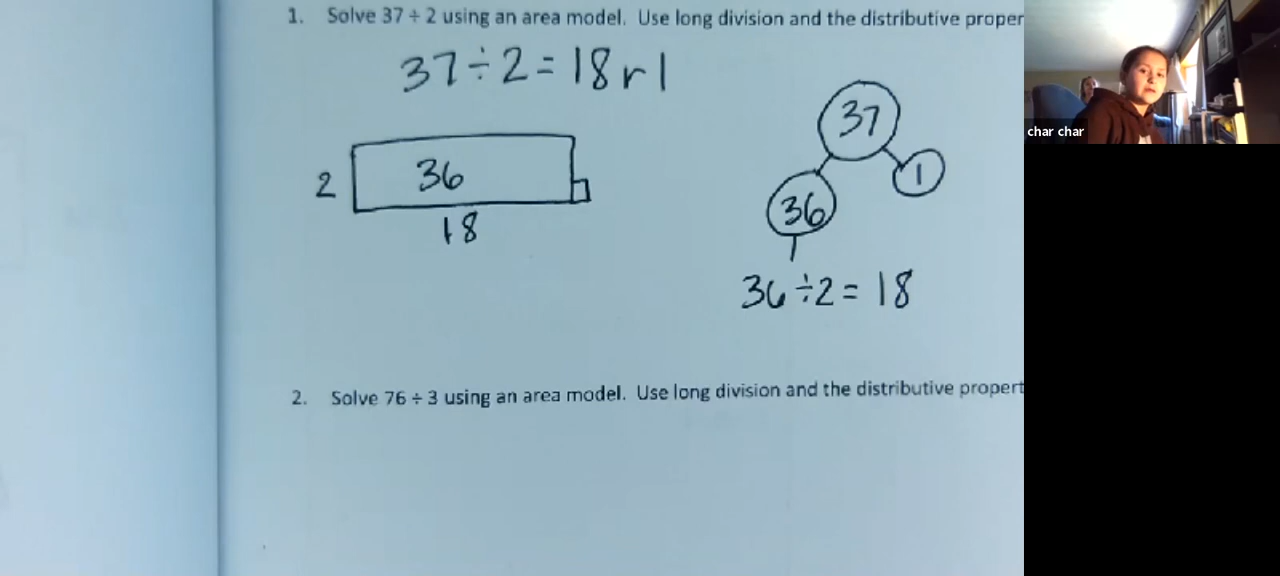 1. Solve 37 ÷ 2 using an area model. Use long division and the distributive proper
37 ÷ 2 = 18 r 1
37
char char
2
36
1
36
18
36 ÷ 2 = 18
2. Solve 76 ÷ 3 using an area model. Use long division and the distributive propert